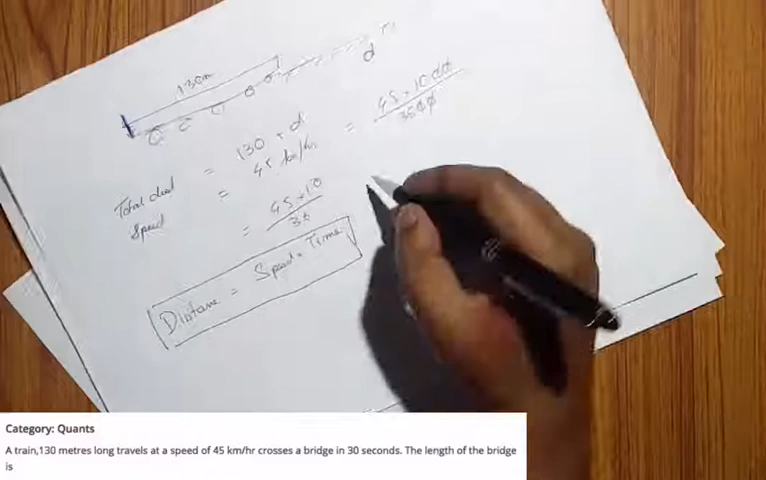 130m
d
Total dist = 130 + d
Speed = 45 km/hr = 45 × 1000 / 3600
= 45 × 10 / 36
Distance = Speed × Time
Category: Quants
A train,130 metres long travels at a speed of 45 km/hr crosses a bridge in 30 seconds. The length of the bridge
is